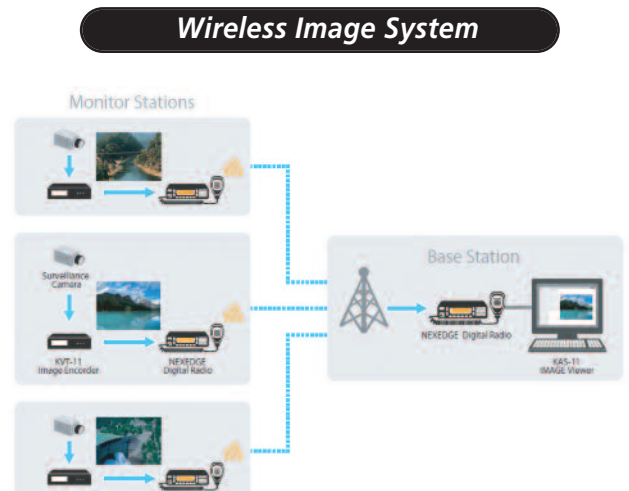 Wireless Image System
Monitor Stations
Surveillance
Camera
KVT-11
Image Encorder
NEXEDGE
Digital Radio
Base Station
NEXEDGE Digital Radio
KAS-11
IMAGE Viewer